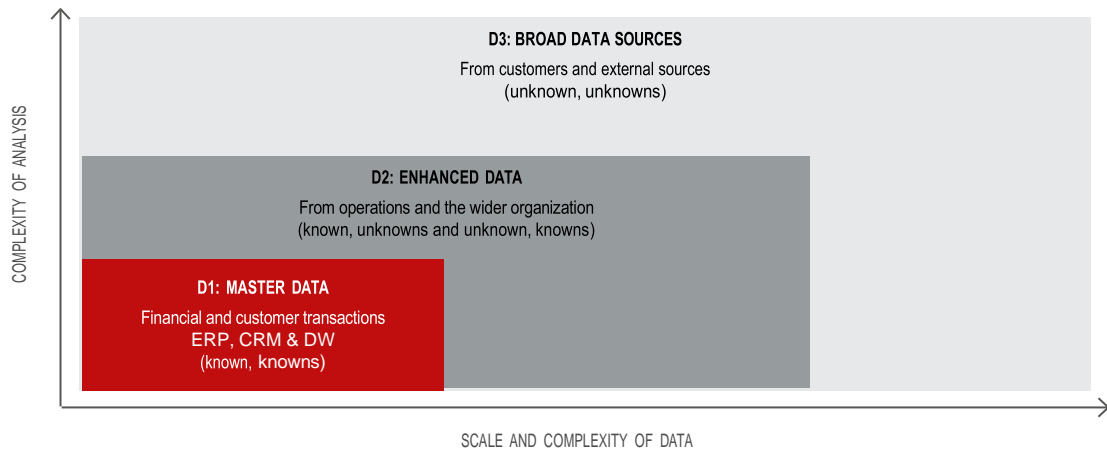 D3: BROAD DATA SOURCES
From customers and external sources
(unknown, unknowns)
COMPLEXITY OF ANALYSIS
D2: ENHANCED DATA
From operations and the wider organization
(known, unknowns and unknown, knowns)
D1: MASTER DATA
Financial and customer transactions
ERP, CRM & DW
(known, knowns)
SCALE AND COMPLEXITY OF DATA